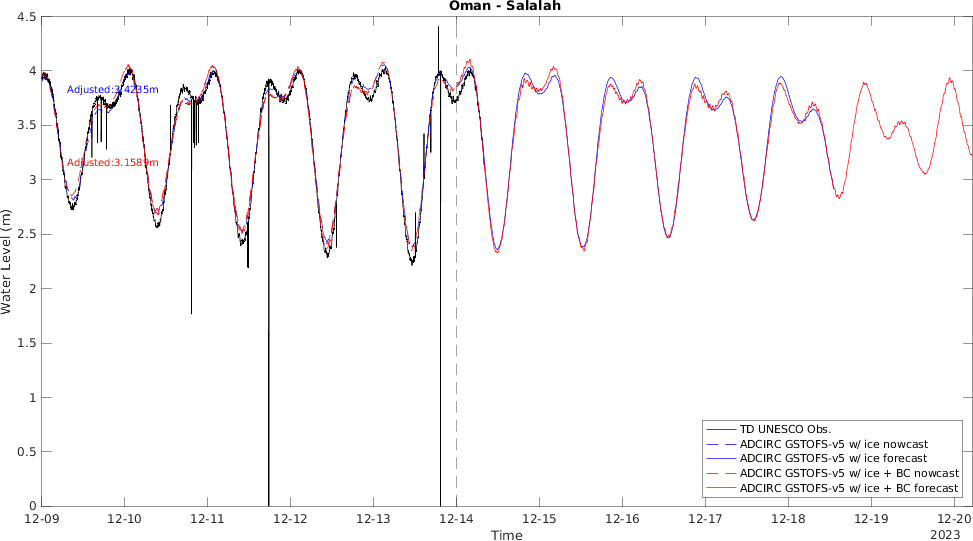 Oman - Salalah
4.5
4
3.5
3
2.5
2
1.5
1
0.5
0
Water Level (m)
Adjusted:3.4235m
Adjusted:3.1589m
TD UNESCO Obs.
ADCIRC GSTOFS-v5 w/ ice nowcast
ADCIRC GSTOFS-v5 w/ ice forecast
ADCIRC GSTOFS-v5 w/ ice + BC nowcast
ADCIRC GSTOFS-v5 w/ ice + BC forecast
12-09 12-10 12-11 12-12 12-13 12-14 12-15 12-16 12-17 12-18 12-19 12-20
2023
Time